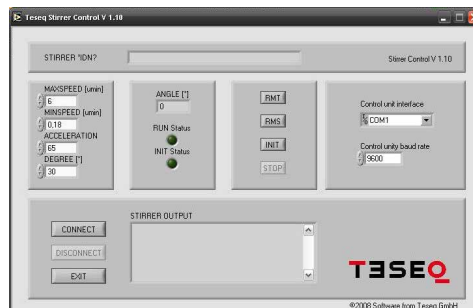 Teseq Stirrer Control V 1.10
STIRRER *IDN?
Stirrer Control V 1.10
MAXSPEED [umin]
6
MINSPEED [umin]
0,18
ACCELERATION
65
DEGREE [°]
30
ANGLE [°]
0
RUN Status
INIT Status
RMT
RMS
INIT
STOP
Control unit interface
COM1
Control unity baud rate
9600
CONNECT
DISCONNECT
EXIT
STIRRER OUTPUT
TESEQ
©2008 Software from Teseq GmbH